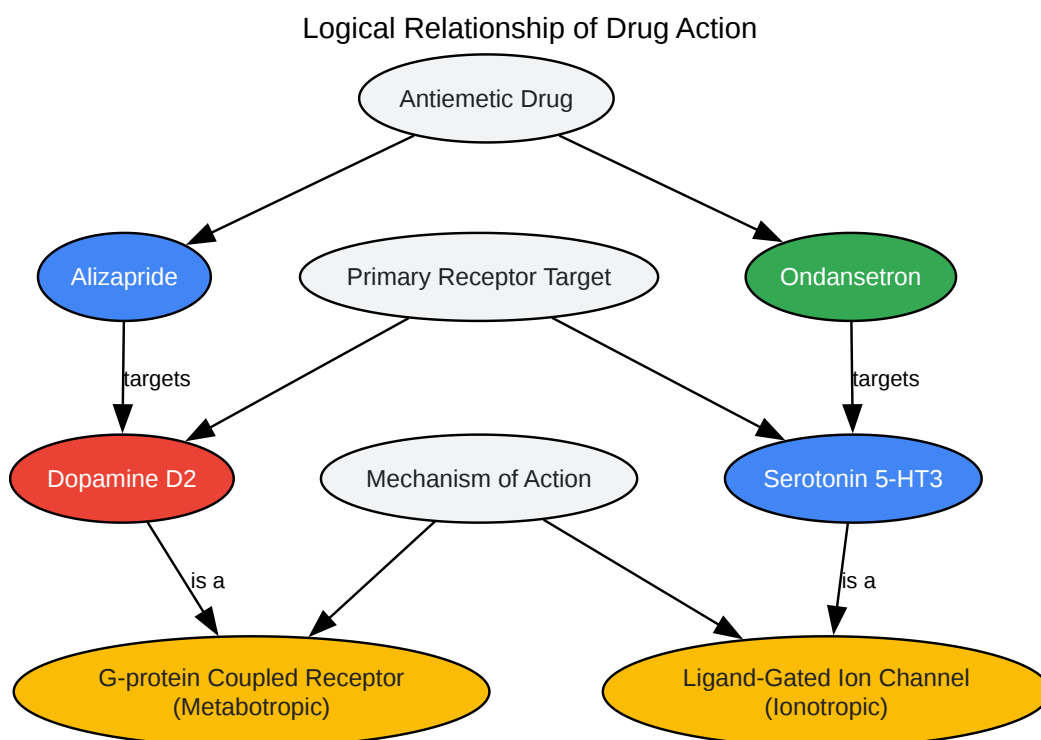 Logical Relationship of Drug Action
Antiemetic Drug
Alizapride
Primary Receptor Target
Ondansetron
targets
targets
Dopamine D2
Mechanism of Action
Serotonin 5-HT3
is a
is a
G-protein Coupled Receptor
(Metabotropic)
Ligand-Gated Ion Channel
(Ionotropic)